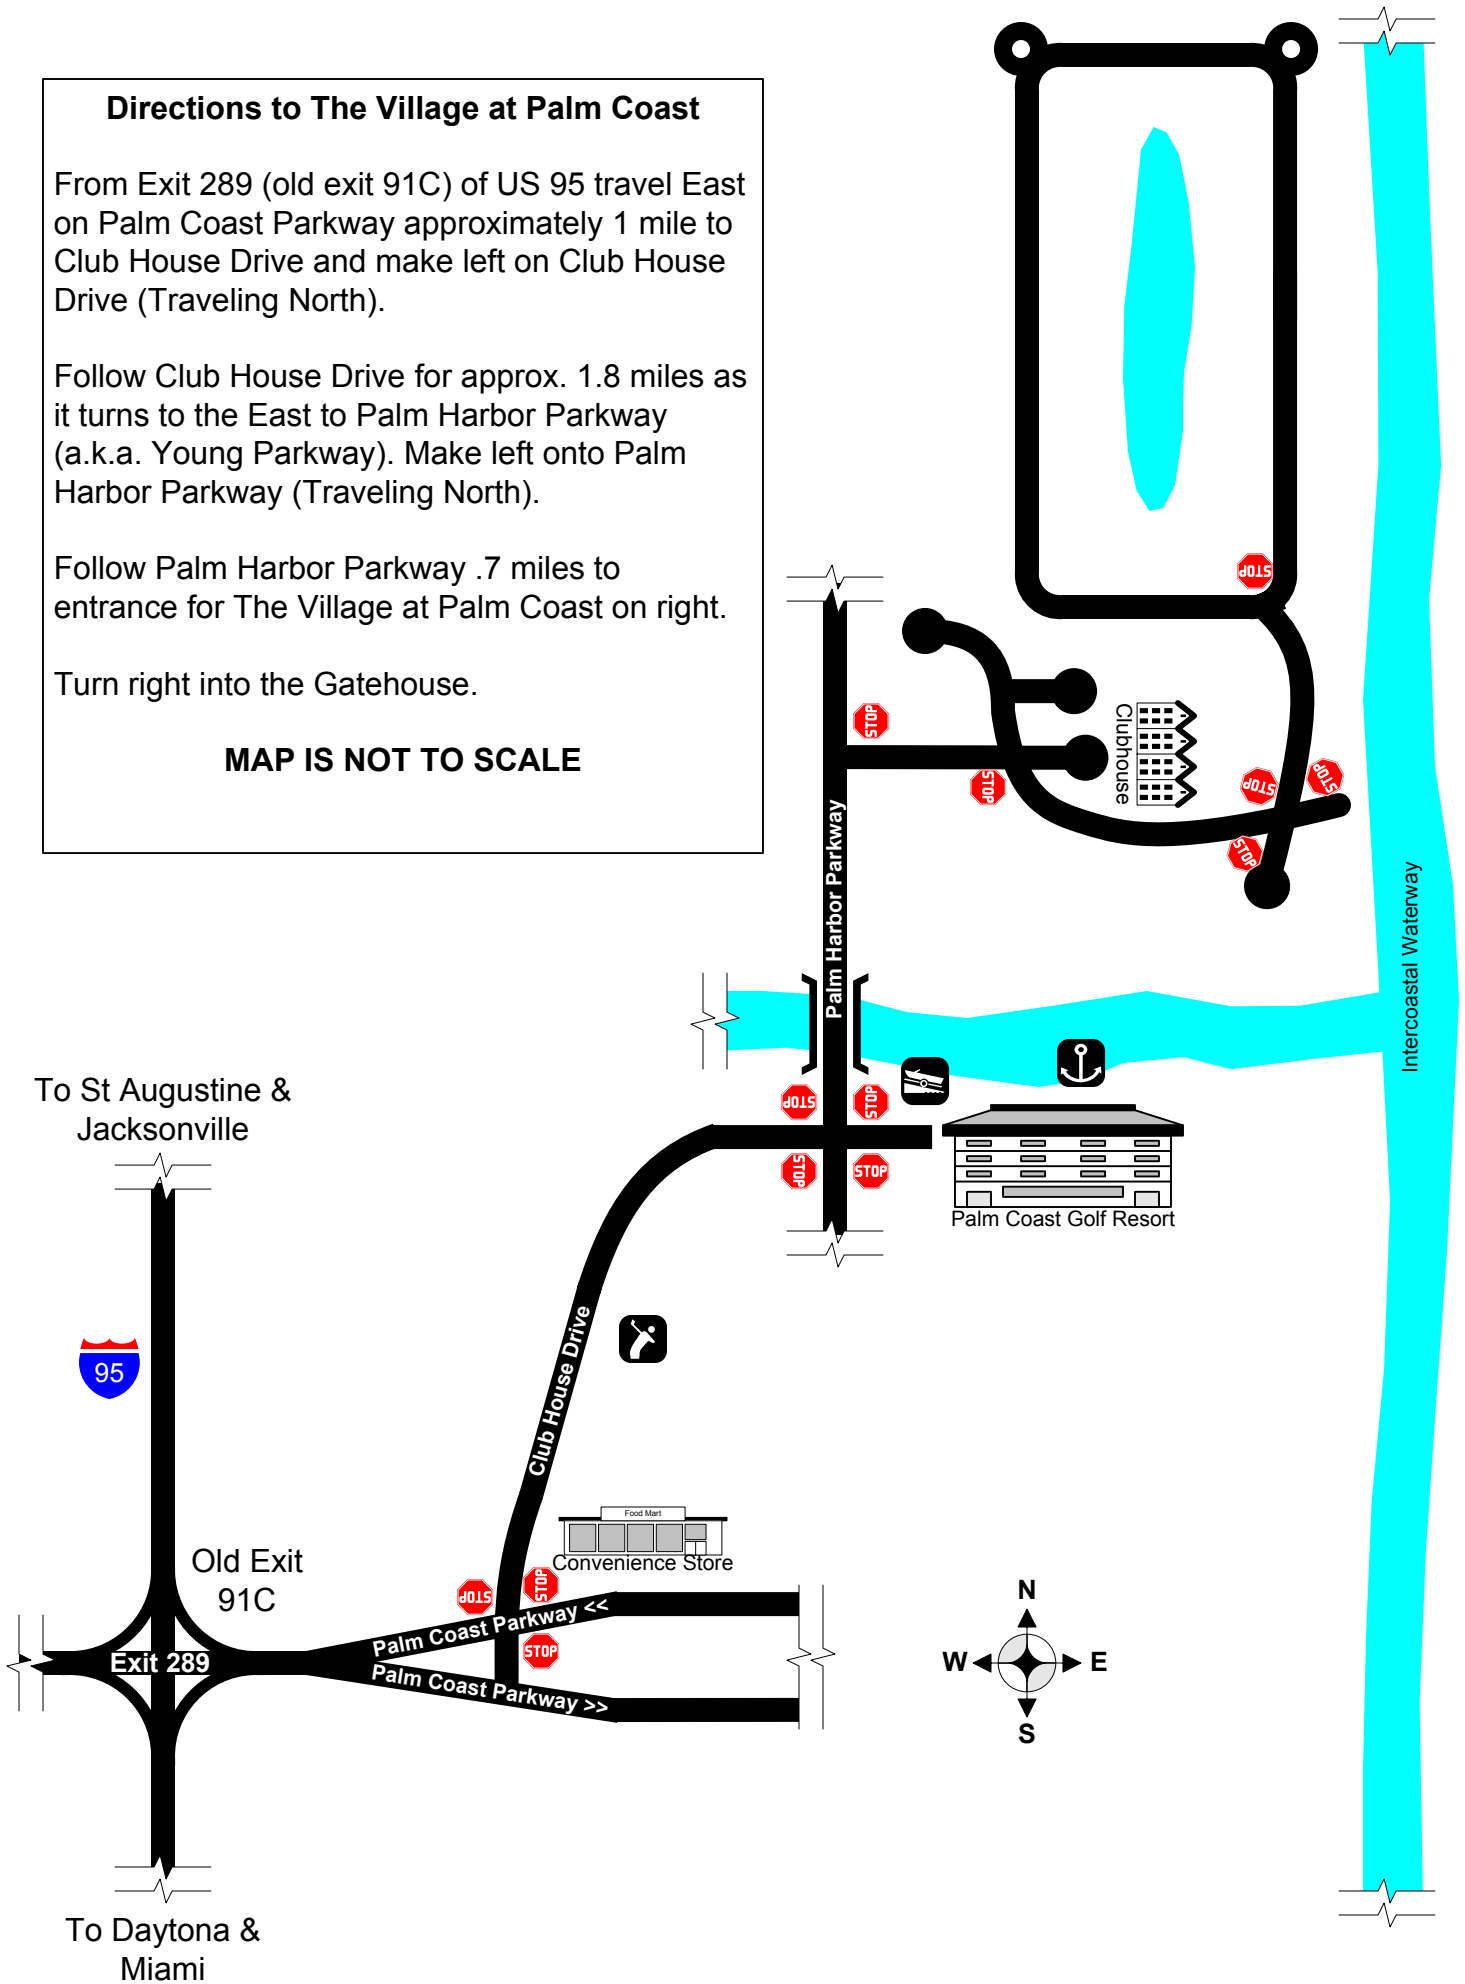 Directions to The Village at Palm Coast
From Exit 289 (old exit 91C) of US 95 travel East
on Palm Coast Parkway approximately 1 mile to
Club House Drive and make left on Club House
Drive (Traveling North).
Follow Club House Drive for approx. 1.8 miles as
it turns to the East to Palm Harbor Parkway
(a.k.a. Young Parkway). Make left onto Palm
Harbor Parkway (Traveling North).
Follow Palm Harbor Parkway .7 miles to
entrance for The Village at Palm Coast on right.
Turn right into the Gatehouse.
MAP IS NOT TO SCALE
STOP
STOP
Clubhouse
STOP
STOP
STOP
STOP
Palm Harbor Parkway
Intercoastal Waterway
To St Augustine &
Jacksonville
STOP
STOP
STOP
STOP
Palm Coast Golf Resort
95
Club House Drive
Food Mart
Convenience Store
Old Exit
91C
STOP
STOP
STOP
Palm Coast Parkway <<
Exit 289
Palm Coast Parkway >>
N
W
E
S
To Daytona &
Miami